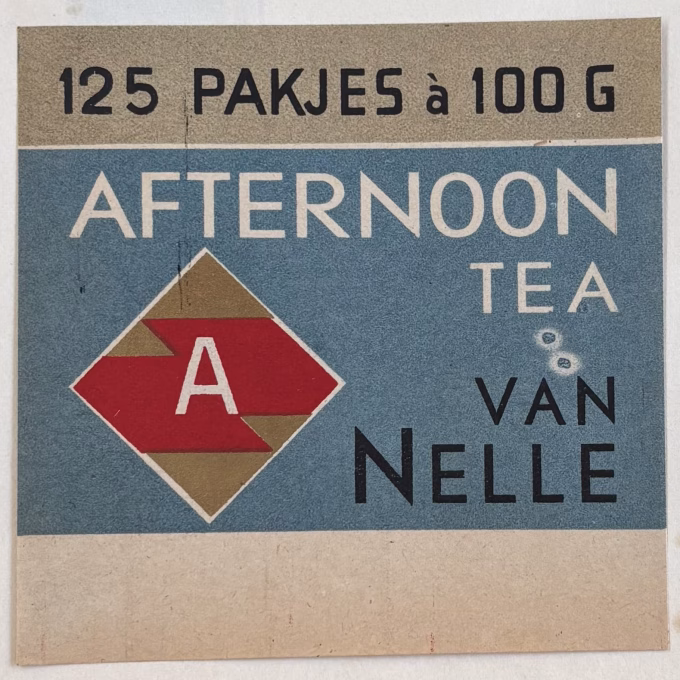 125 PAKJES à 100 G
AFTERNOON
TEA
A
VAN
NELLE